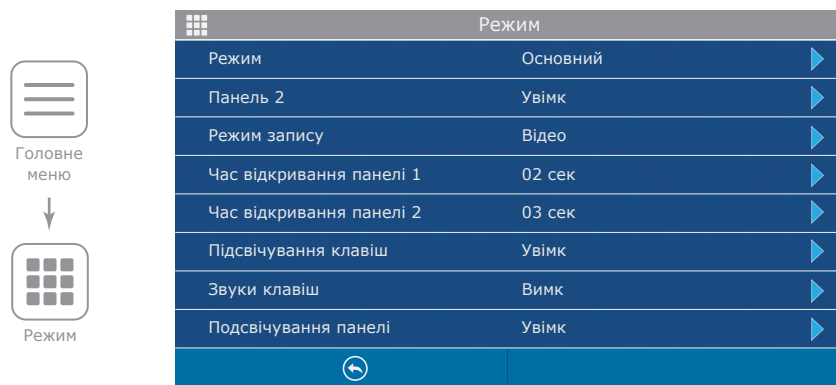 Головне
меню
Режим
Режим
Режим Основний
Панель 2 Увімк
Режим запису Відео
Час відкривання панелі 1 02 сек
Час відкривання панелі 2 03 сек
Підсвічування клавіш Увімк
Звуки клавіш Вимк
Подсвічування панелі Увімк